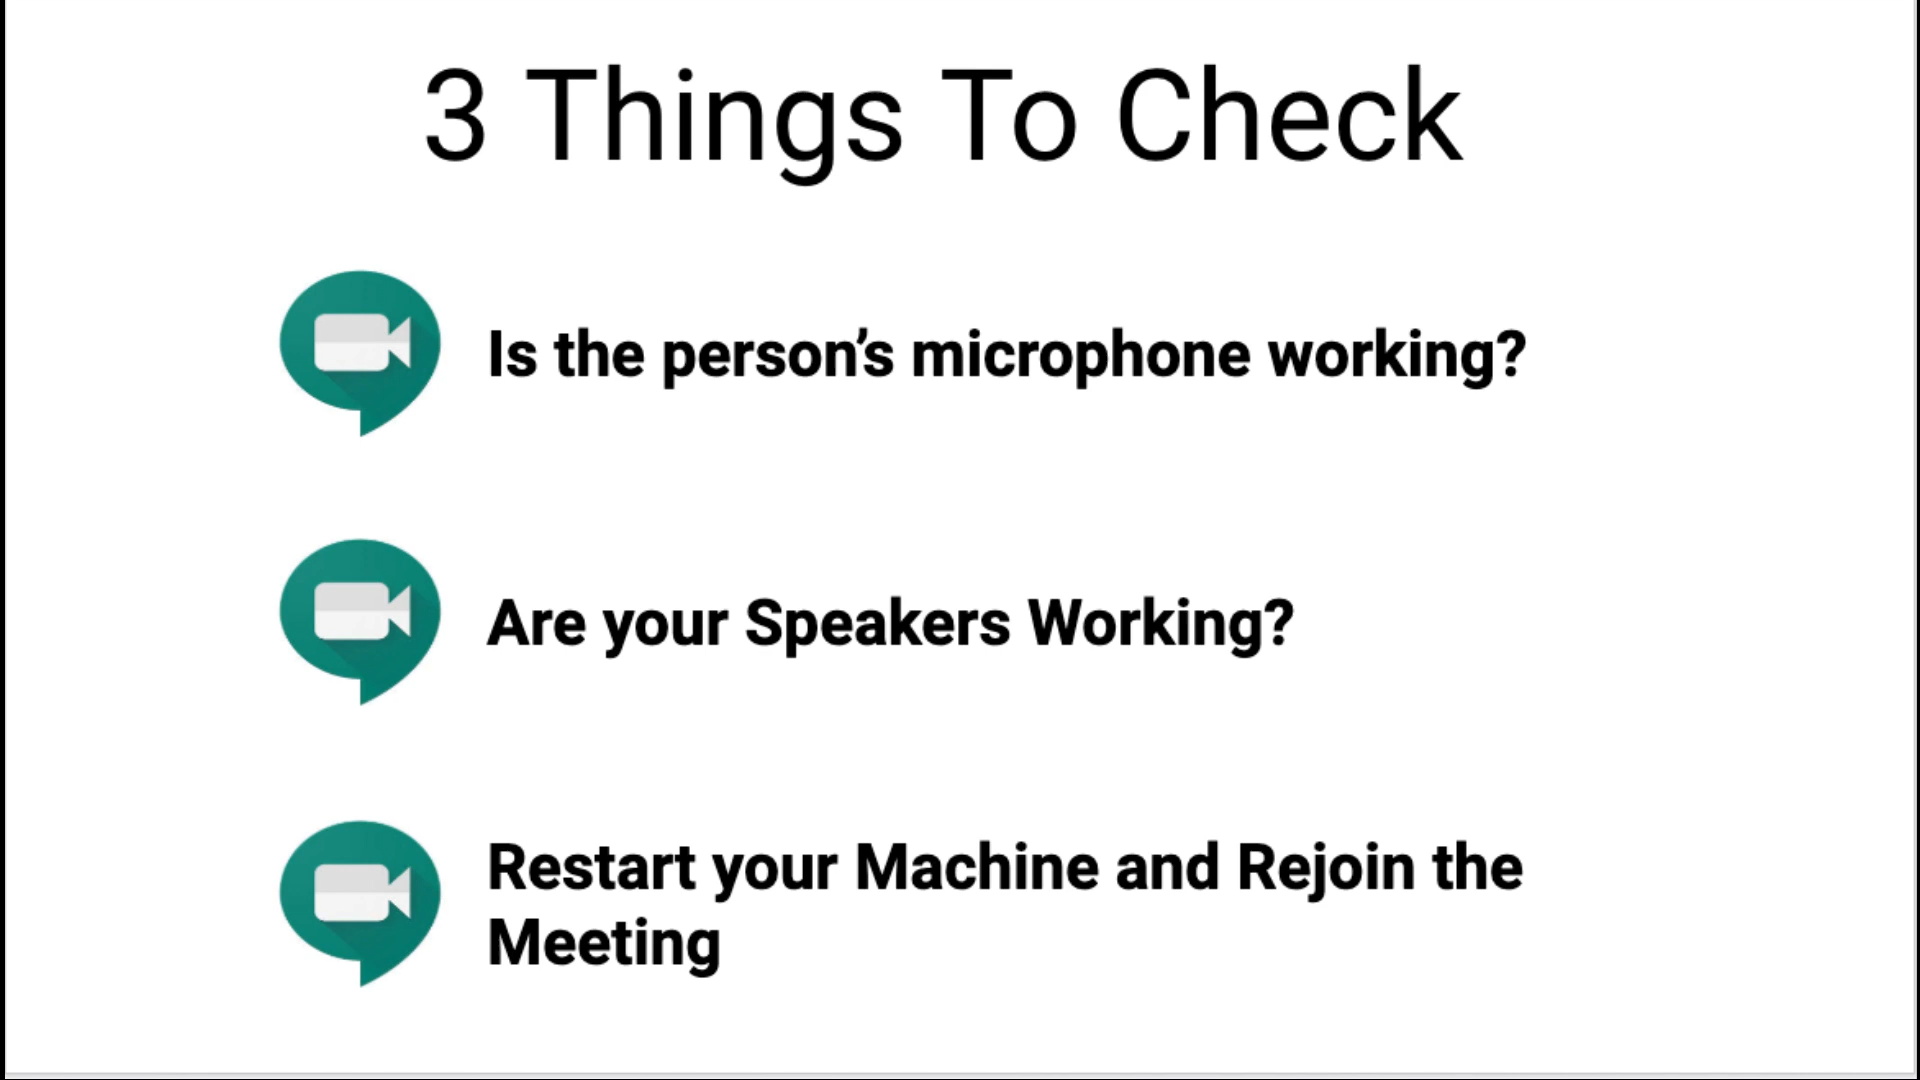 3 Things To Check
Is the person’s microphone working?
Are your Speakers Working?
Restart your Machine and Rejoin the
Meeting